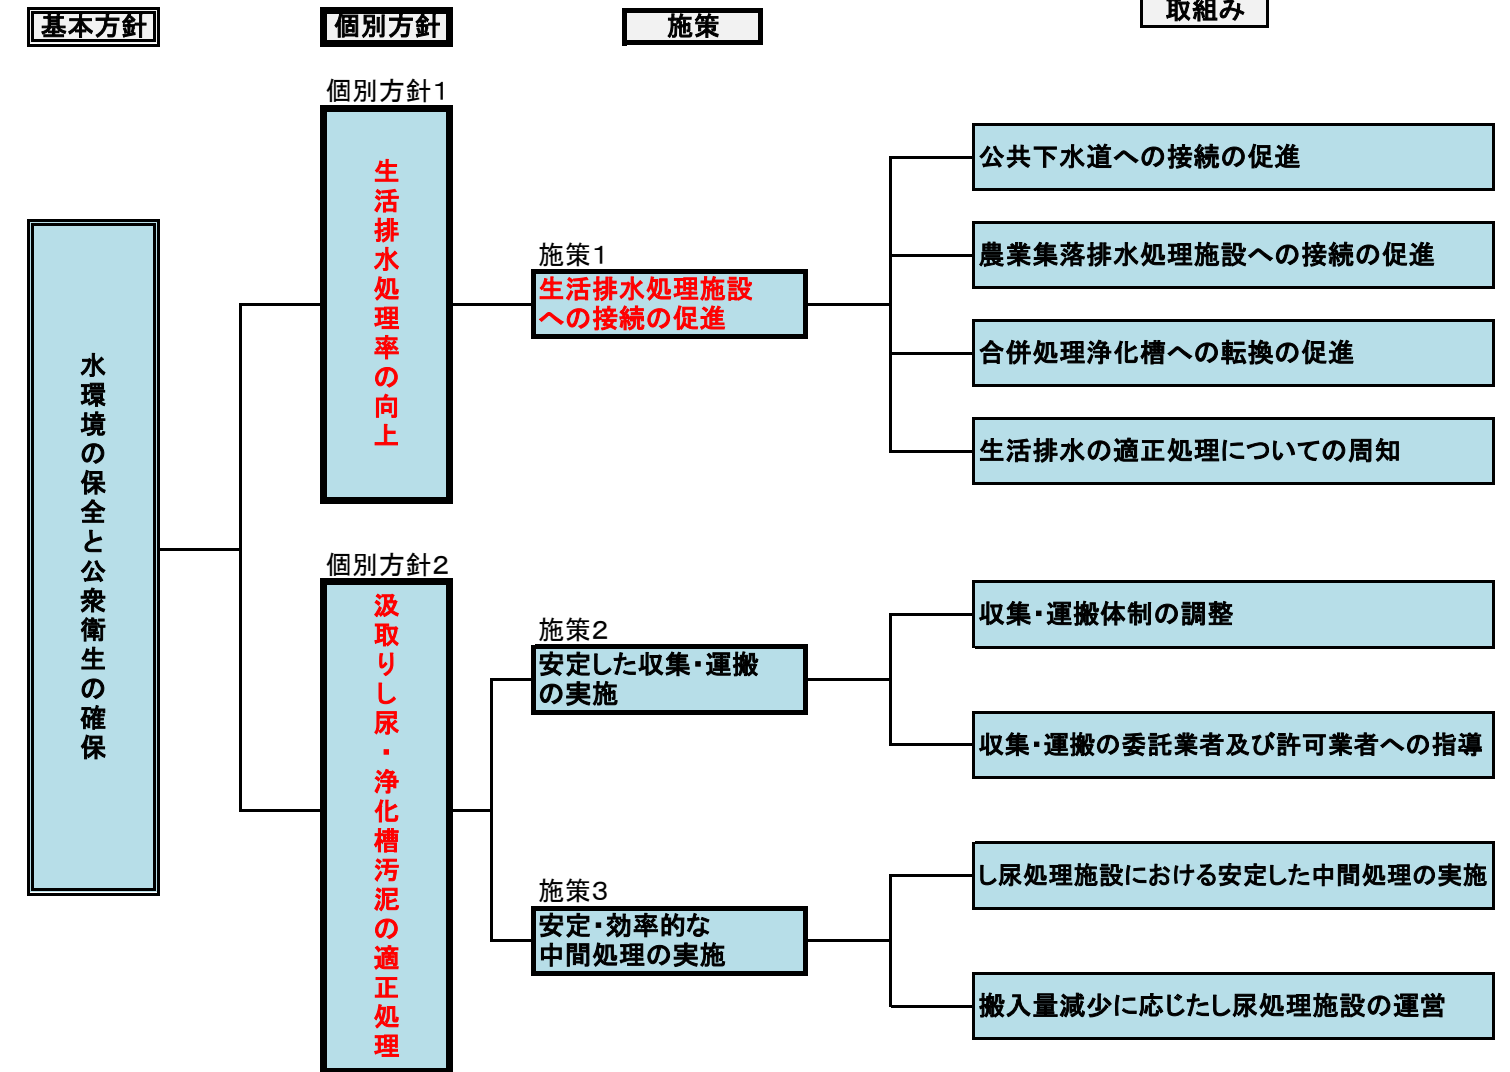 基本方針
個別方針
施策
取組み
水環境の保全と公衆衛生の確保
個別方針1
生活排水処理率の向上
施策1
生活排水処理施設
への接続の促進
公共下水道への接続の促進
農業集落排水処理施設への接続の促進
合併処理浄化槽への転換の促進
生活排水の適正処理についての周知
個別方針2
汲取りし尿・浄化槽汚泥の適正処理
施策2
安定した収集・運搬
の実施
収集・運搬体制の調整
収集・運搬の委託業者及び許可業者への指導
施策3
安定・効率的な
中間処理の実施
し尿処理施設における安定した中間処理の実施
搬入量減少に応じたし尿処理施設の運営